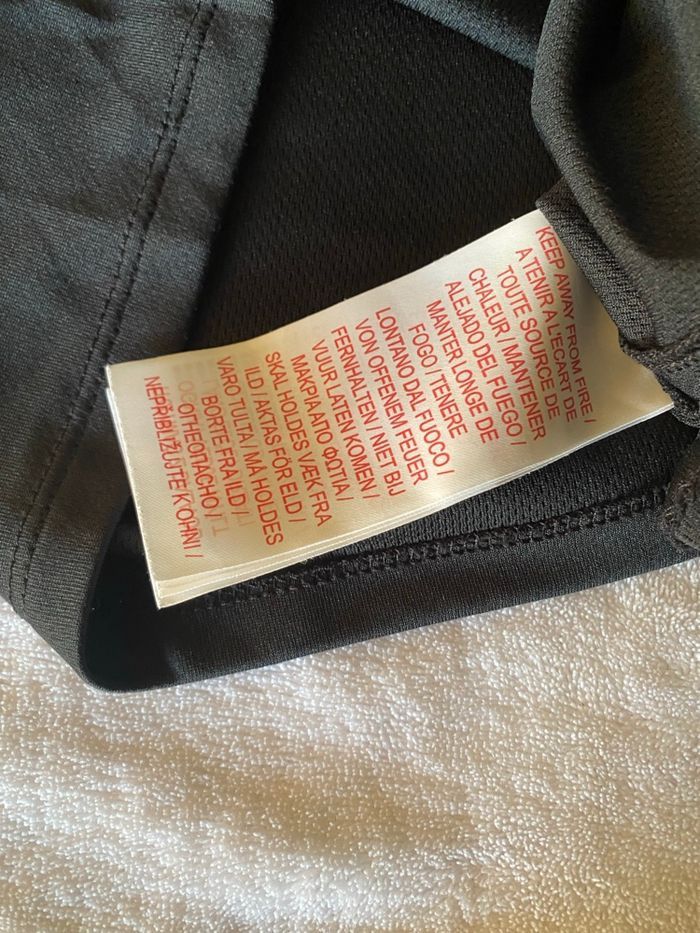 KEEP AWAY FROM FIRE /
A TENIR À L'ECART DE
TOUTE SOURCE DE
CHALEUR / MANTENER
ALEJADO DEL FUEGO /
MANTER LONGE DE
FOGO / TENERE
LONTANO DAL FUOCO /
VON OFFENEM FEUER
FERNHALTEN / NET BIJ
VUUR LATEN KOMEN /
ΜΑΚΡΙΑ ΑΠΟ ΦΩΤΙΑ /
SKAL HOLDES VÆK FRA
ILD / AKTAS FÖR ELD /
VARO TULTA / MÅ HOLDES
BORTE FRA ILD /
ОТНЕОПАСНО /
NEPŘIBLIŽUJTE K OHNI /